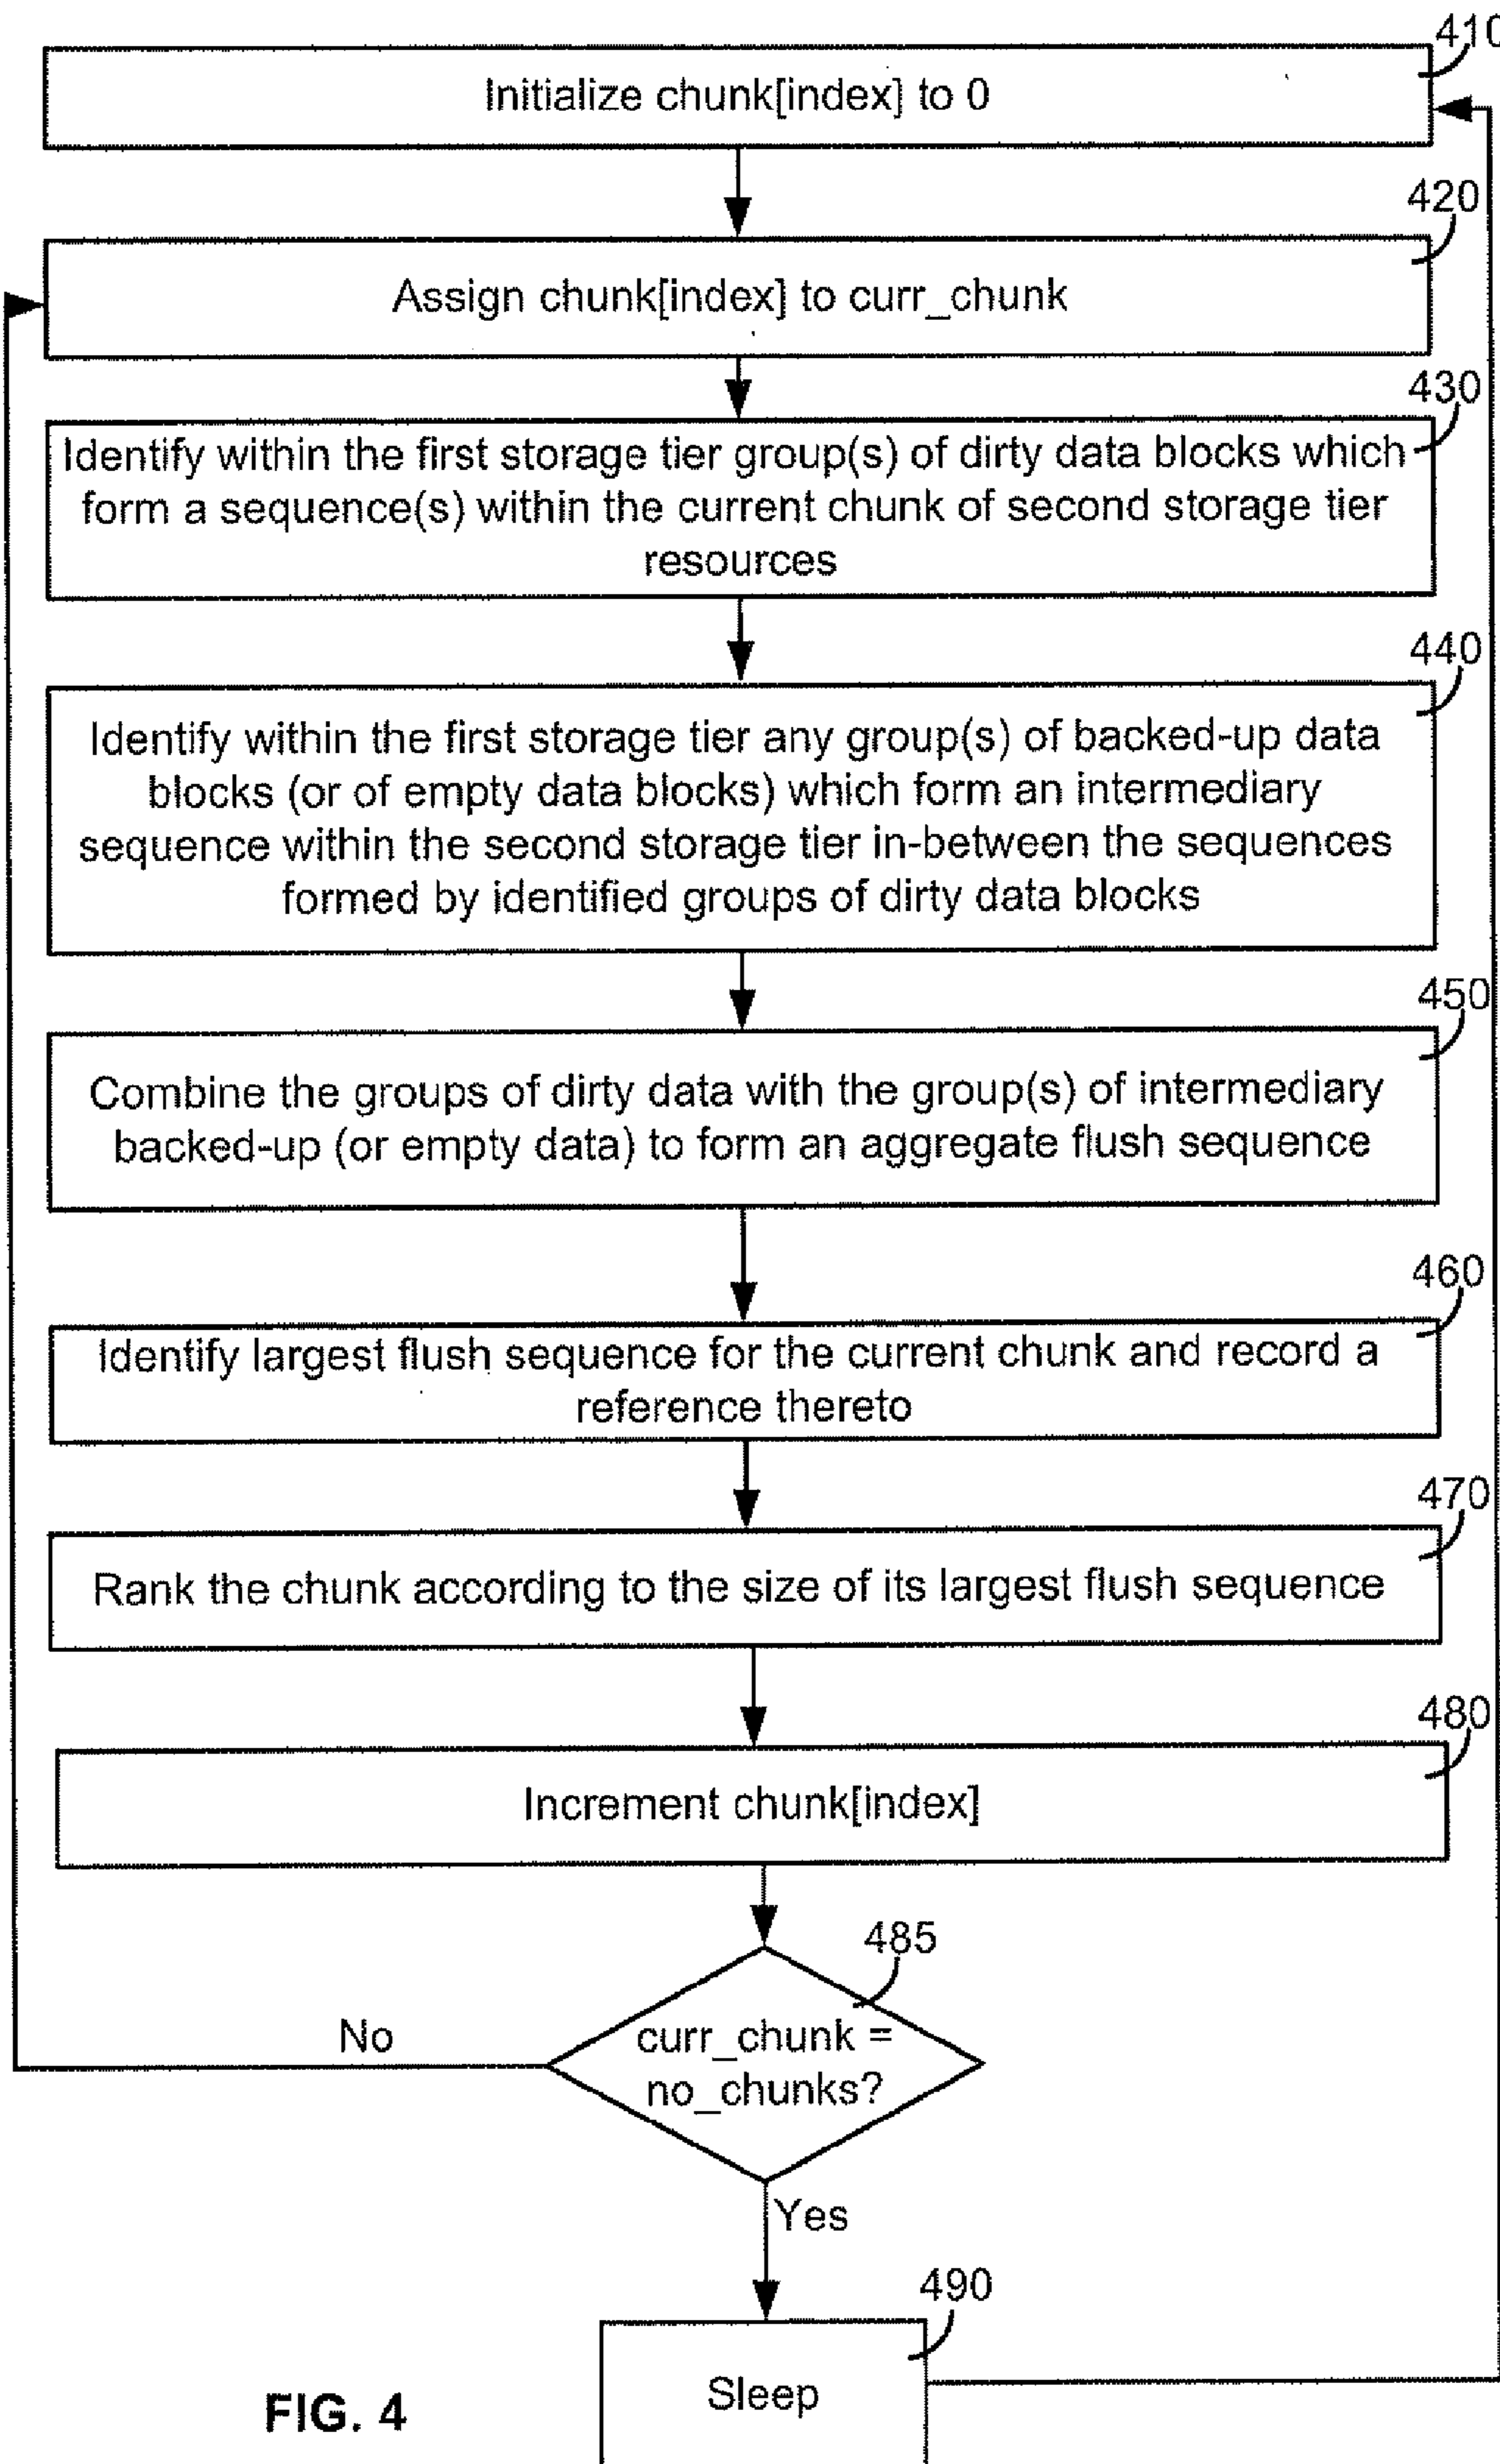 410
Initialize chunk[index] to 0
420
Assign chunk[index] to curr_chunk
430
Identify within the first storage tier group(s) of dirty data blocks which
form a sequence(s) within the current chunk of second storage tier
resources
440
Identify within the first storage tier any group(s) of backed-up data
blocks (or of empty data blocks) which form an intermediary
sequence within the second storage tier in-between the sequences
formed by identified groups of dirty data blocks
450
Combine the groups of dirty data with the group(s) of intermediary
backed-up (or empty data) to form an aggregate flush sequence
460
Identify largest flush sequence for the current chunk and record a
reference thereto
470
Rank the chunk according to the size of its largest flush sequence
480
Increment chunk[index]
485
No
curr_chunk =
no_chunks?
Yes
490
Sleep
FIG. 4